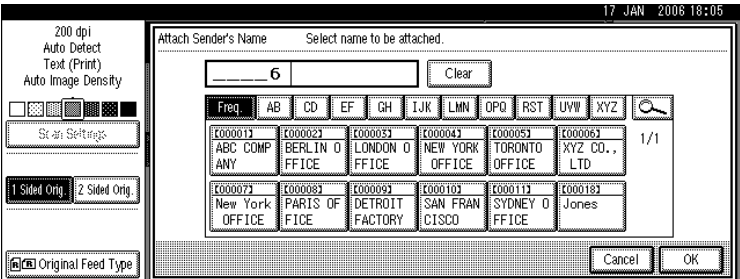 17 JAN 2006 18:05
200 dpi
Auto Detect
Text (Print)
Auto Image Density
Scan Settings
1 Sided Orig. 2 Sided Orig.
Original Feed Type
Attach Sender's Name Select name to be attached.
____6 Clear
Freq. AB CD EF GH IJK LMN OPQ RST UVW XYZ
[00001] [00002] [00003] [00004] [00005] [00006]
ABC COMP BERLIN O LONDON O NEW YORK TORONTO XYZ CO.,
ANY FFICE FFICE OFFICE OFFICE LTD
1/1
[00007] [00008] [00009] [00010] [00011] [00018]
New York PARIS OF DETROIT SAN FRAN SYDNEY O Jones
OFFICE FICE FACTORY CISCO FFICE
Cancel OK